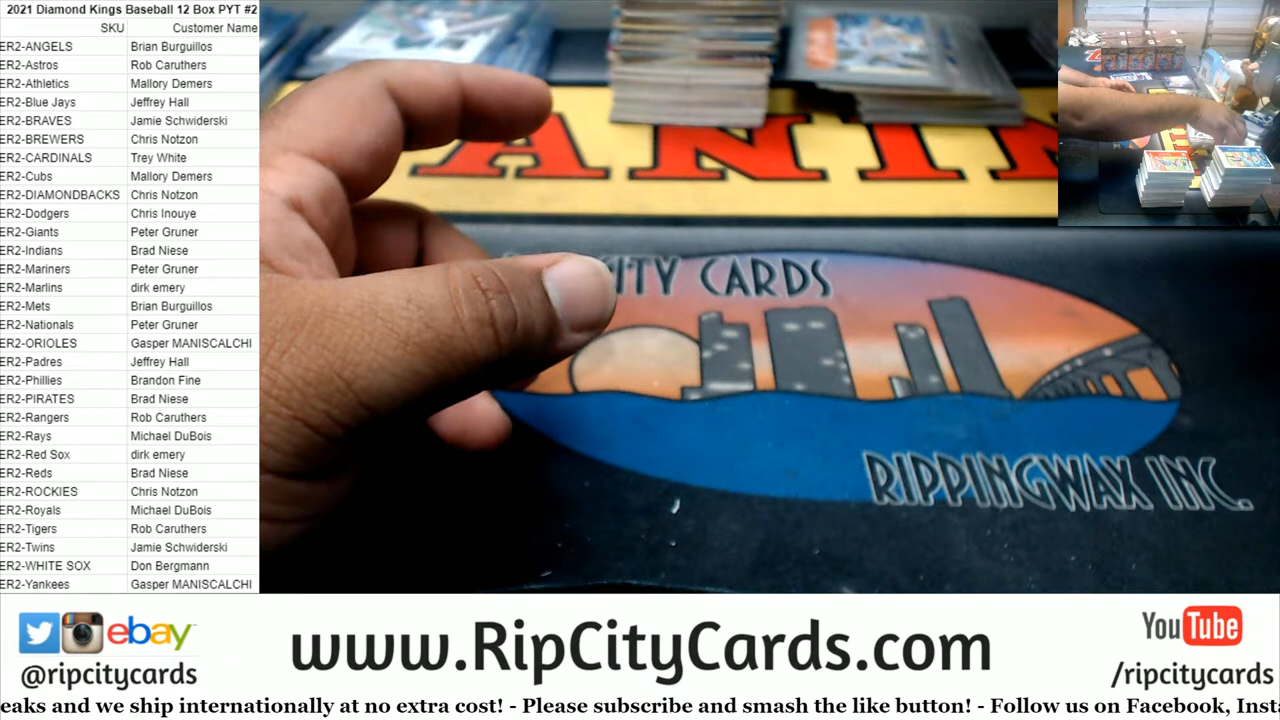 2021 Diamond Kings Baseball 12 Box PYT #2
SKU Customer Name
ER2-ANGELS Brian Burguillos
ER2-Astros Rob Caruthers
ER2-Athletics Mallory Demers
ER2-Blue Jays Jeffrey Hall
ER2-BRAVES Jamie Schwiderski
ER2-BREWERS Chris Notzon
ER2-CARDINALS Trey White
ER2-Cubs Mallory Demers
ER2-DIAMONDBACKS Chris Notzon
ER2-Dodgers Chris Inouye
ER2-Giants Peter Gruner
ER2-Indians Brad Niese
ER2-Mariners Peter Gruner
ER2-Marlins dirk emery
ER2-Mets Brian Burguillos
ER2-Nationals Peter Gruner
ER2-ORIOLES Gasper MANISCALCHI
ER2-Padres Jeffrey Hall
ER2-Phillies Brandon Fine
ER2-PIRATES Brad Niese
ER2-Rangers Rob Caruthers
ER2-Rays Michael DuBois
ER2-Red Sox dirk emery
ER2-Reds Brad Niese
ER2-ROCKIES Chris Notzon
ER2-Royals Michael DuBois
ER2-Tigers Rob Caruthers
ER2-Twins Jamie Schwiderski
ER2-WHITE SOX Don Bergmann
ER2-Yankees Gasper MANISCALCHI
ANIN
CITY CARDS
RIPPINGWAX INC.
ebay
@ripcitycards
www.RipCityCards.com
YouTube
/ripcitycards
eaks and we ship internationally at no extra cost! - Please subscribe and smash the like button! - Follow us on Facebook, Insta